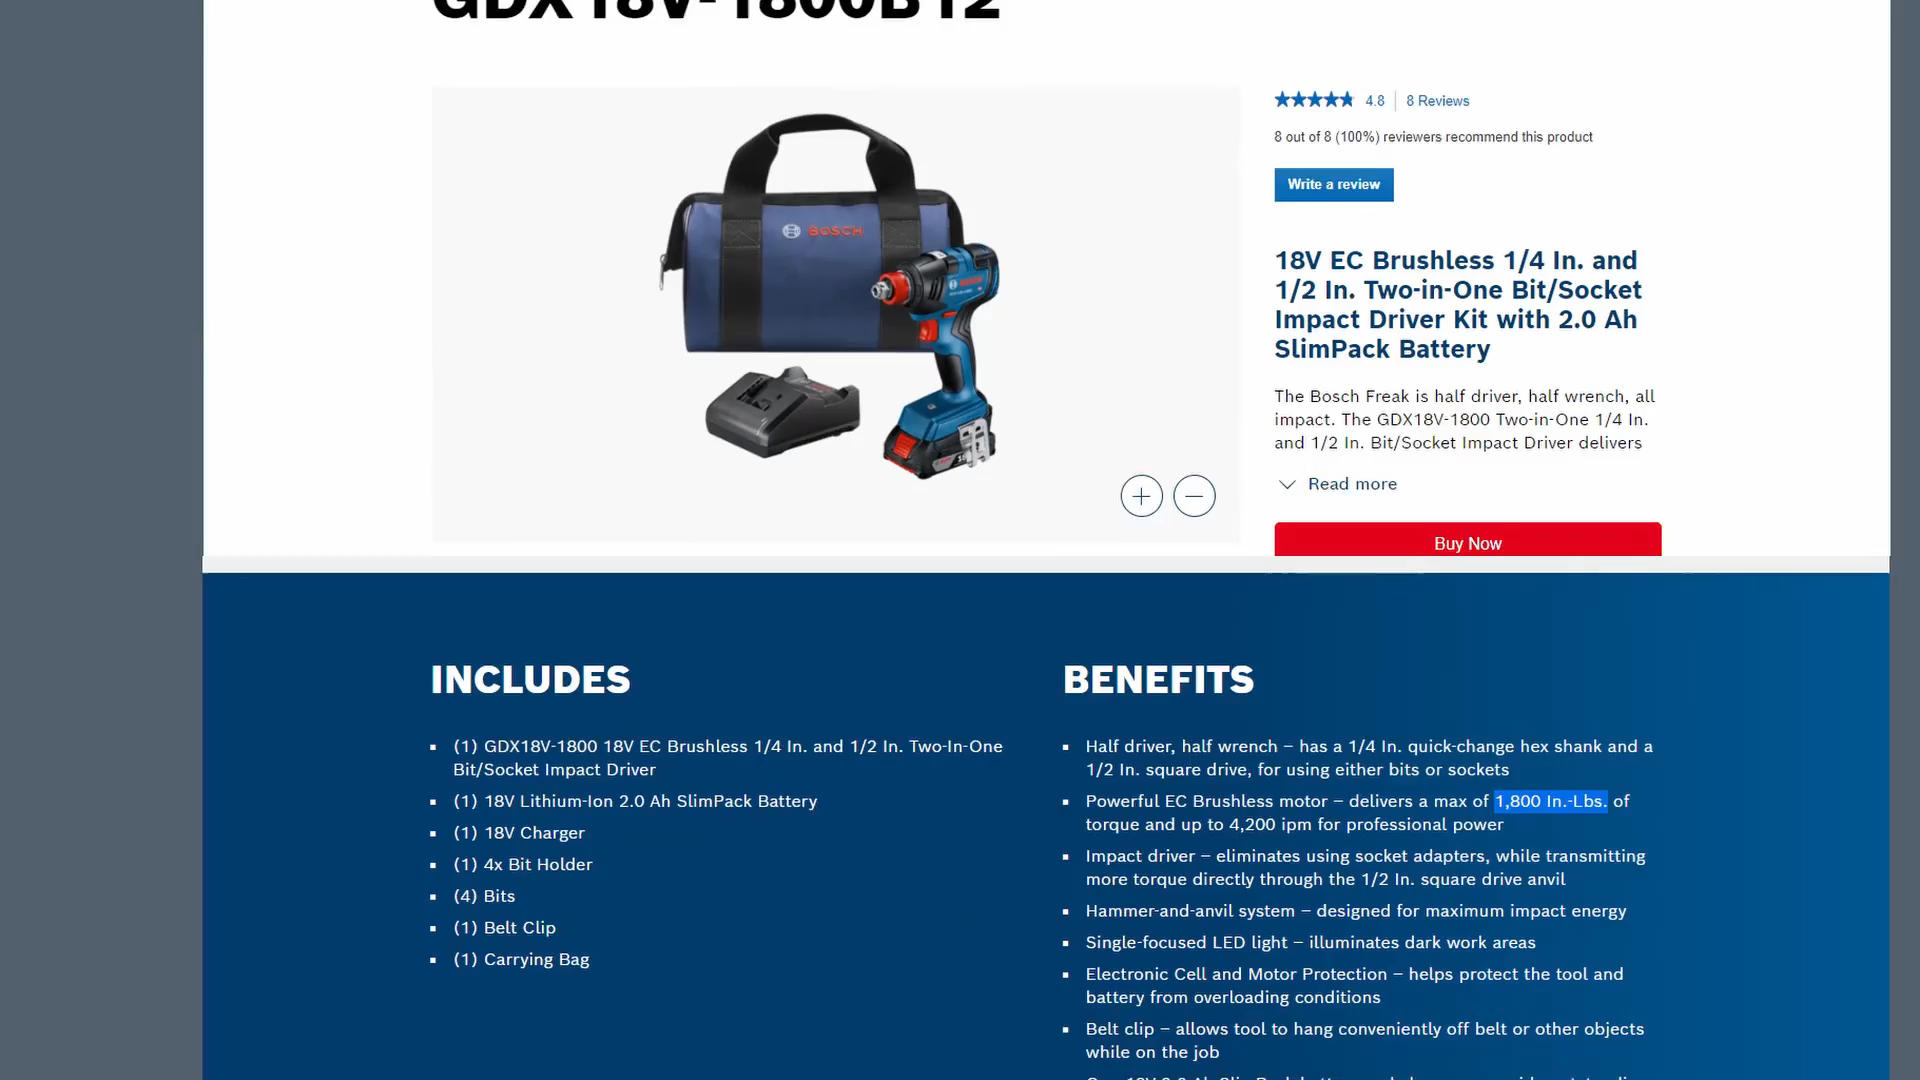 GDX18V-1800B12
4.8 8 Reviews
8 out of 8 (100%) reviewers recommend this product
Write a review
BOSCH
18V EC Brushless 1/4 In. and
1/2 In. Two-in-One Bit/Socket
Impact Driver Kit with 2.0 Ah
SlimPack Battery
The Bosch Freak is half driver, half wrench, all
impact. The GDX18V-1800 Two-in-One 1/4 In.
and 1/2 In. Bit/Socket Impact Driver delivers
Read more
Buy Now
INCLUDES
(1) GDX18V-1800 18V EC Brushless 1/4 In. and 1/2 In. Two-In-One
Bit/Socket Impact Driver
(1) 18V Lithium-Ion 2.0 Ah SlimPack Battery
(1) 18V Charger
(1) 4x Bit Holder
(4) Bits
(1) Belt Clip
(1) Carrying Bag
BENEFITS
Half driver, half wrench – has a 1/4 In. quick-change hex shank and a
1/2 In. square drive, for using either bits or sockets
Powerful EC Brushless motor – delivers a max of 1,800 In.-Lbs. of
torque and up to 4,200 ipm for professional power
Impact driver – eliminates using socket adapters, while transmitting
more torque directly through the 1/2 In. square drive anvil
Hammer-and-anvil system – designed for maximum impact energy
Single-focused LED light – illuminates dark work areas
Electronic Cell and Motor Protection – helps protect the tool and
battery from overloading conditions
Belt clip – allows tool to hang conveniently off belt or other objects
while on the job